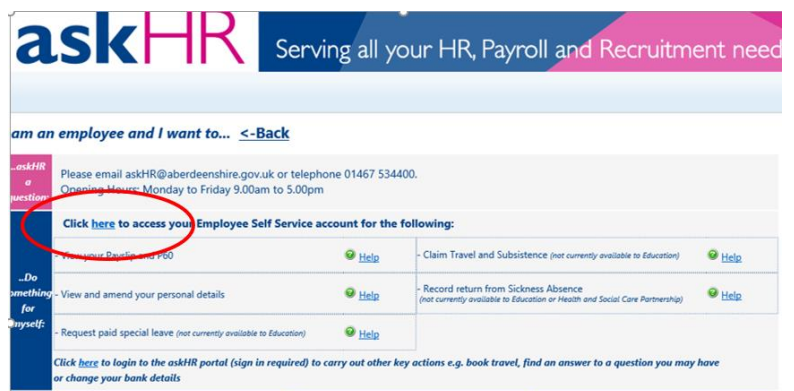 askHR Serving all your HR, Payroll and Recruitment need
am an employee and I want to... <-Back
..askHR
a
question:
Please email askHR@aberdeenshire.gov.uk or telephone 01467 534400.
Opening Hours: Monday to Friday 9.00am to 5.00pm
Click here to access your Employee Self Service account for the following:
- View your Payslip and P60 Help
- Claim Travel and Subsistence (not currently available to Education) Help
..Do
omething
for
myself:
- View and amend your personal details Help
- Record return from Sickness Absence
(not currently available to Education or Health and Social Care Partnership) Help
- Request paid special leave (not currently available to Education) Help
Click here to login to the askHR portal (sign in required) to carry out other key actions e.g. book travel, find an answer to a question you may have
or change your bank details